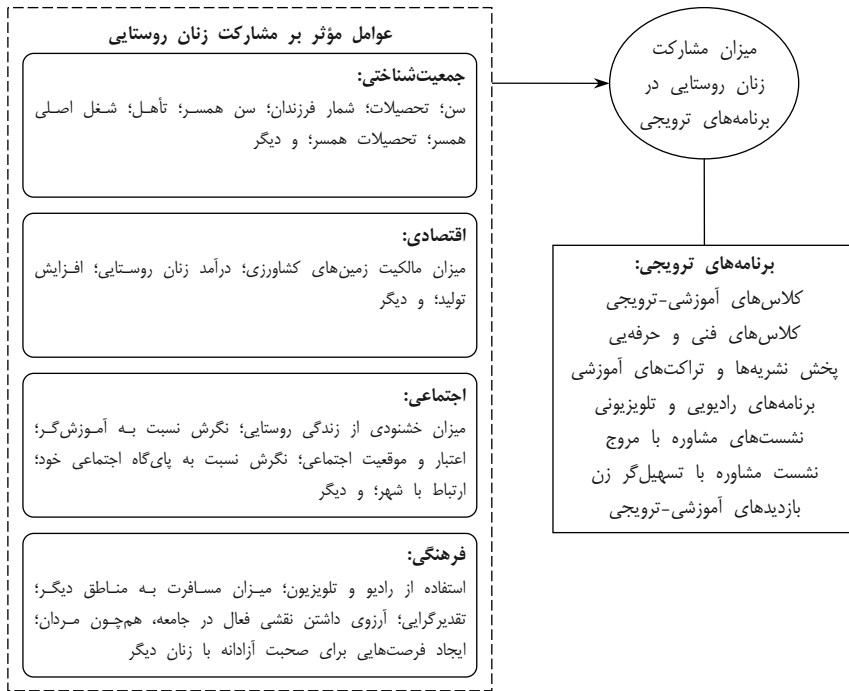 عوامل مؤثر بر مشارکت زنان روستایی
جمعیت‌شناختی:
سن؛ تحصیلات؛ شمار فرزندان؛ سن همسر؛ تأهل؛ شغل اصلی
همسر؛ تحصیلات همسر؛ و دیگر
اقتصادی:
میزان مالکیت زمین‌های کشاورزی؛ درآمد زنان روستایی؛ افزایش
تولید؛ و دیگر
اجتماعی:
میزان خشنودی از زندگی روستایی؛ نگرش نسبت به آموزش‌گر؛
اعتبار و موقعیت اجتماعی؛ نگرش نسبت به پای‌گاه اجتماعی خود؛
ارتباط با شهر؛ و دیگر
فرهنگی:
استفاده از رادیو و تلویزیون؛ میزان مسافرت به مناطق دیگر؛
تقدیرگرایی؛ آرزوی داشتن نقشی فعال در جامعه، هم‌چون مردان؛
ایجاد فرصت‌هایی برای صحبت آزادانه با زنان دیگر
میزان مشارکت
زنان روستایی در
برنامه‌های ترویجی
برنامه‌های ترویجی:
کلاس‌های آموزشی-ترویجی
کلاس‌های فنی و حرفه‌یی
پخش نشریه‌ها و تراکت‌های آموزشی
برنامه‌های رادیویی و تلویزیونی
نشست‌های مشاوره با مروج
نشست مشاوره با تسهیل‌گر زن
بازدیدهای آموزشی-ترویجی